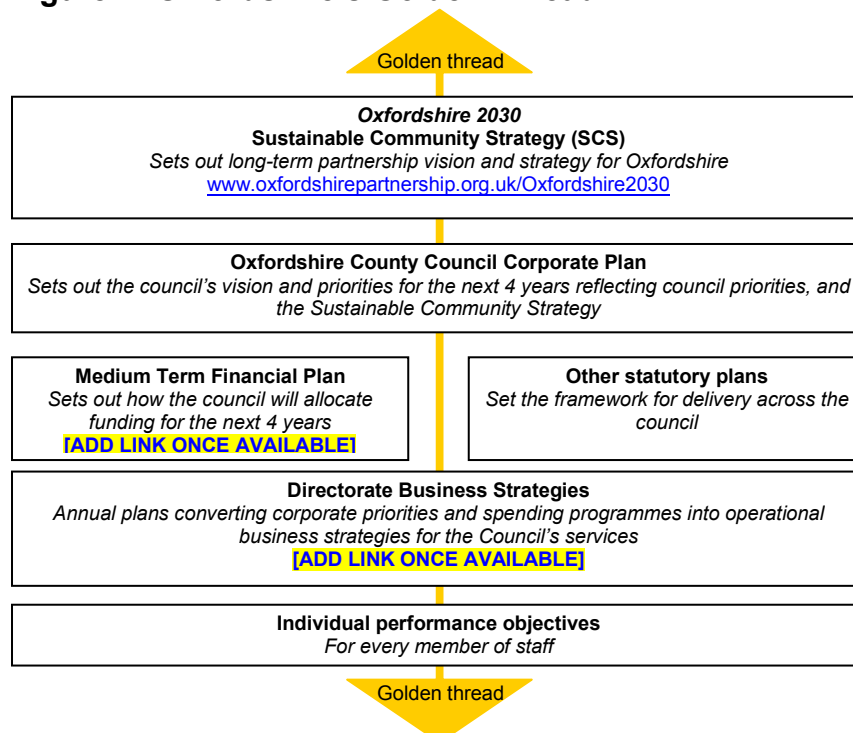 Golden thread
Oxfordshire 2030
Sustainable Community Strategy (SCS)
Sets out long-term partnership vision and strategy for Oxfordshire
www.oxfordshirepartnership.org.uk/Oxfordshire2030
Oxfordshire County Council Corporate Plan
Sets out the council's vision and priorities for the next 4 years reflecting council priorities, and
the Sustainable Community Strategy
Medium Term Financial Plan
Sets out how the council will allocate
funding for the next 4 years
[ADD LINK ONCE AVAILABLE]
Other statutory plans
Set the framework for delivery across the
council
Directorate Business Strategies
Annual plans converting corporate priorities and spending programmes into operational
business strategies for the Council's services
[ADD LINK ONCE AVAILABLE]
Individual performance objectives
For every member of staff
Golden thread